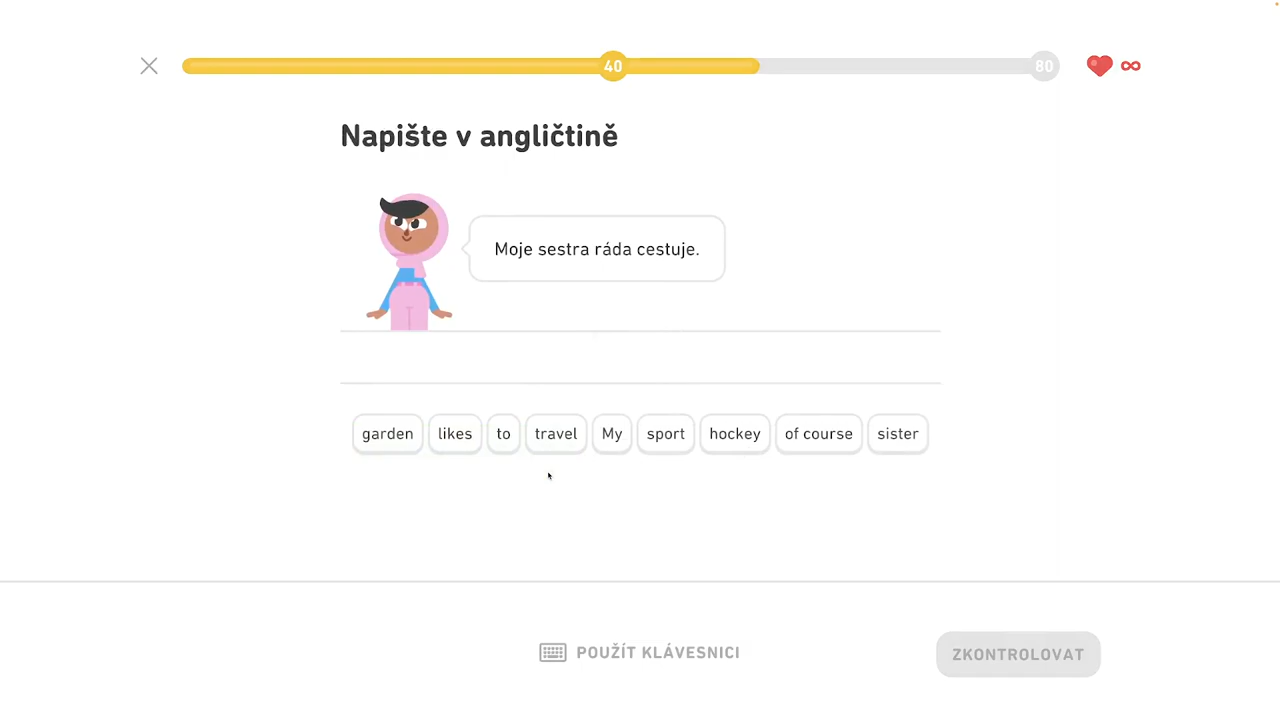 40 80 ∞
Napište v angličtině
Moje sestra ráda cestuje.
garden likes to travel My sport hockey of course sister
POUŽÍT KLÁVESNICI ZKONTROLOVAT